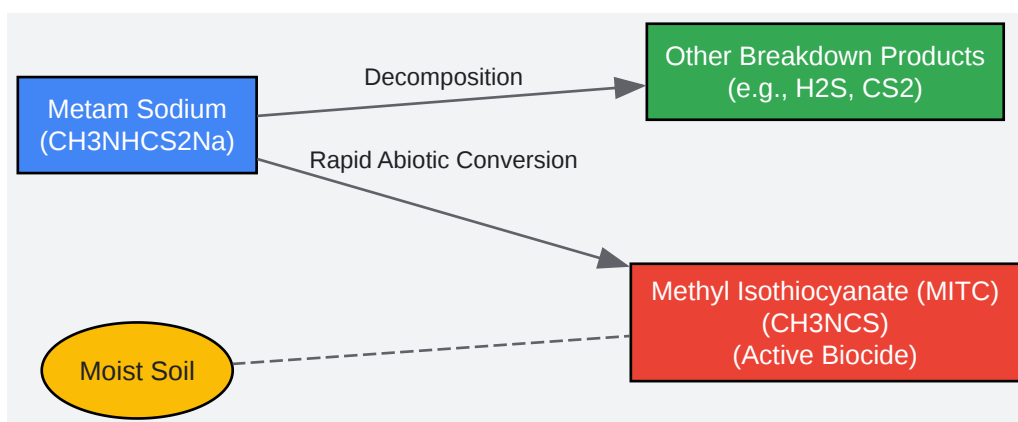 Other Breakdown Products
(e.g., H2S, CS2)
Decomposition
Metam Sodium
(CH3NHCS2Na)
Rapid Abiotic Conversion
Methyl Isothiocyanate (MITC)
(CH3NCS)
(Active Biocide)
Moist Soil